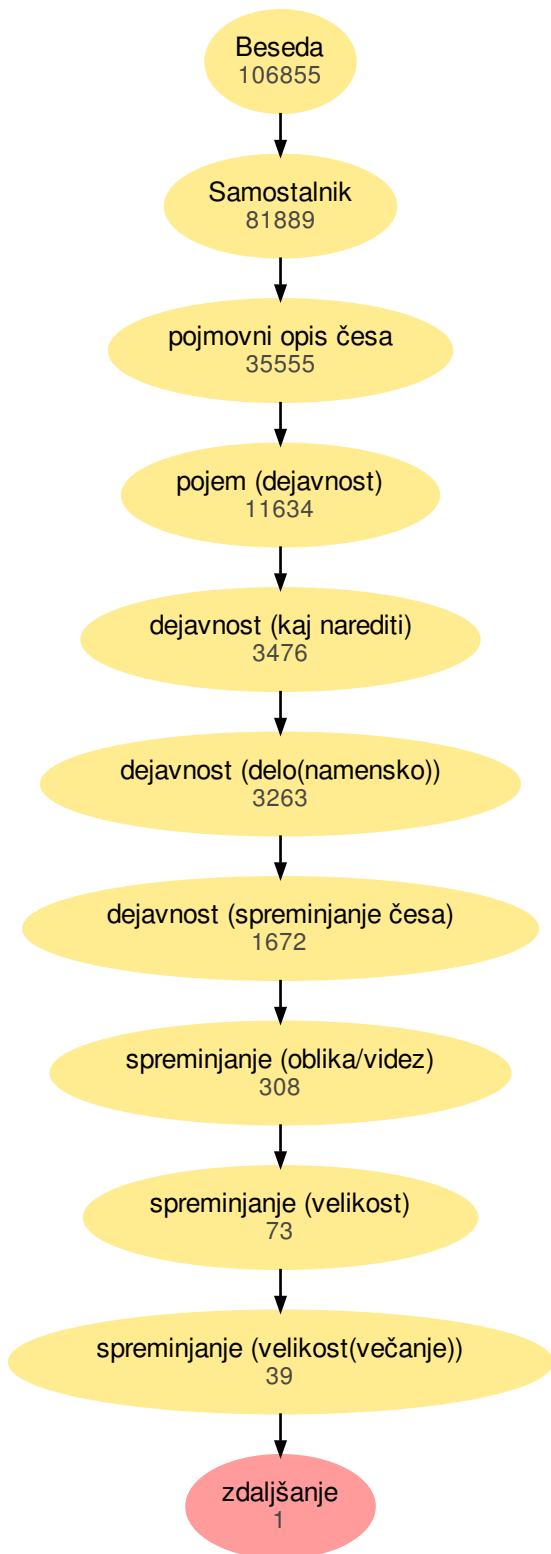 Beseda
106855
Samostalnik
81889
pojmovni opis česa
35555
pojem (dejavnost)
11634
dejavnost (kaj narediti)
3476
dejavnost (delo(namensko))
3263
dejavnost (spreminjanje česa)
1672
spreminjanje (oblika/videz)
308
spreminjanje (velikost)
73
spreminjanje (velikost(večanje))
39
zdaljšanje
1